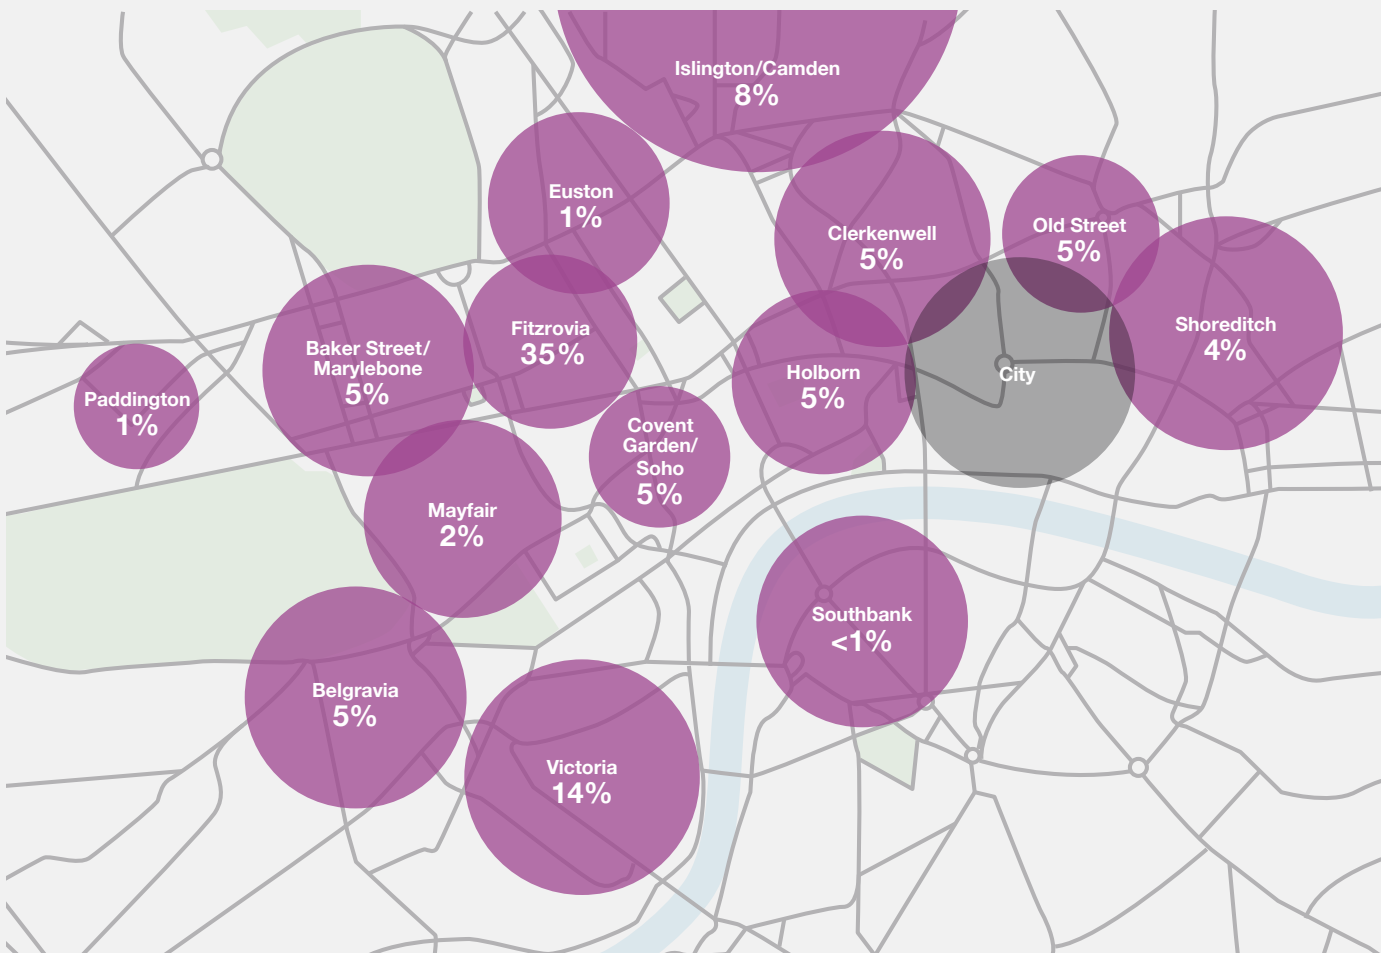 Islington/Camden
8%
Euston
1%
Clerkenwell
5%
Old Street
5%
Fitzrovia
35%
Baker Street/
Marylebone
5%
Shoreditch
4%
Holborn
5%
City
Paddington
1%
Covent
Garden/
Soho
5%
Mayfair
2%
Southbank
<1%
Belgravia
5%
Victoria
14%